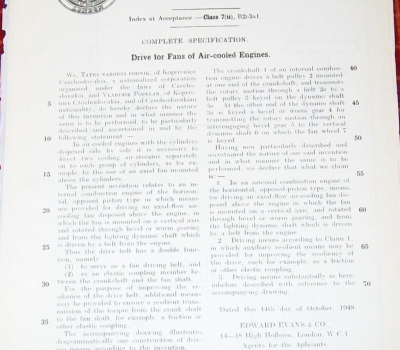 LONDON
Index at Acceptance —Class 7(ii), B2c3a1
COMPLETE SPECIFICATION.
Drive for Fans of Air-cooled Engines.
We, TATRA NARODNI PODNIK, of Koprivnice
Czechoslovakia, a nationalised corporation
organised under the laws of Czecho-
slovakia, and VLADIMIR POPELAR, of Kopriv-
5 nice Czechoslovakia, and of Czechoslovakian
nationality, do hereby declare the nature
of this invention and in what manner the
same is to be performed, to be particularly
described and ascertained in and by the
10 following statement :—
In air-cooled engines with the cylinders
disposed side by side it is necessary to
direct two cooling air-streams separately
on to each group of cylinders, as for ex-
15 ample, by the use of an axial fan mounted
above the cylinders.
The present invention relates to an in-
ternal combustion engine of the horizon-
tal, opposed piston type in which means
20 are provided for driving an axial-flow air-
cooling fan disposed above the engine, in
which the fan is mounted on a vertical axis,
and rotated through bevel or worm gearing
and from the lighting dynamo shaft which
25 is driven by a belt from the engine.
Thus the drive belt has a double func-
tion, namely
(1) to serve as a fan driving belt, and
(2) as an elastic coupling member be-
30 tween the crankshaft and the fan shaft.
For the purpose of improving the resilience
of the drive belt, additional means
may be provided to ensure a resilient trans-
mission of the torque from the crank shaft
35 to the fan shaft, for example, a friction or
other elastic coupling.
The accompanying drawing illustrates
diagrammatically one construction of driv-
ing means according to the invention.
The crankshaft 1 of an internal combus- 40
tion engine drives a belt pulley 2 mounted
at one end of the crankshaft, and transmits
the rotary motion through a belt 2a to a
belt pulley 3 keyed on the dynamo shaft
3a. At the other end of the dynamo shaft 45
3a is keyed a bevel or worm gear 4 for
transmitting the rotary motion through an
intermeshing bevel gear 5 to the vertical
dynamo shaft 6 on which the fan wheel 7
is keyed. 50
Having now particularly described and
ascertained the nature of our said invention
and in what manner the same is to be
performed, we declare that what we claim
is :— 55
1. In an internal combustion engine of
the horizontal, opposed-piston type, means
for driving an axial-flow air-cooling fan dis-
posed above the engine in which the fan
is mounted on a vertical axis, and rotated 60
through bevel or worm gearing, and from
the lighting dynamo shaft which is driven
by a belt from the engine.
2. Driving means according to Claim 1,
in which auxiliary resilient means may be 65
provided for improving the resilience of
the drive, such for example, as a friction
or other elastic coupling.
3. Driving means substantially as here-
inbefore described with reference to the 70
accompanying drawing.
Dated this 14th day of October, 1948
EDWARD EVANS & CO.
14—18 High Holborn, London, W.C.1
Agents for the Applicants.